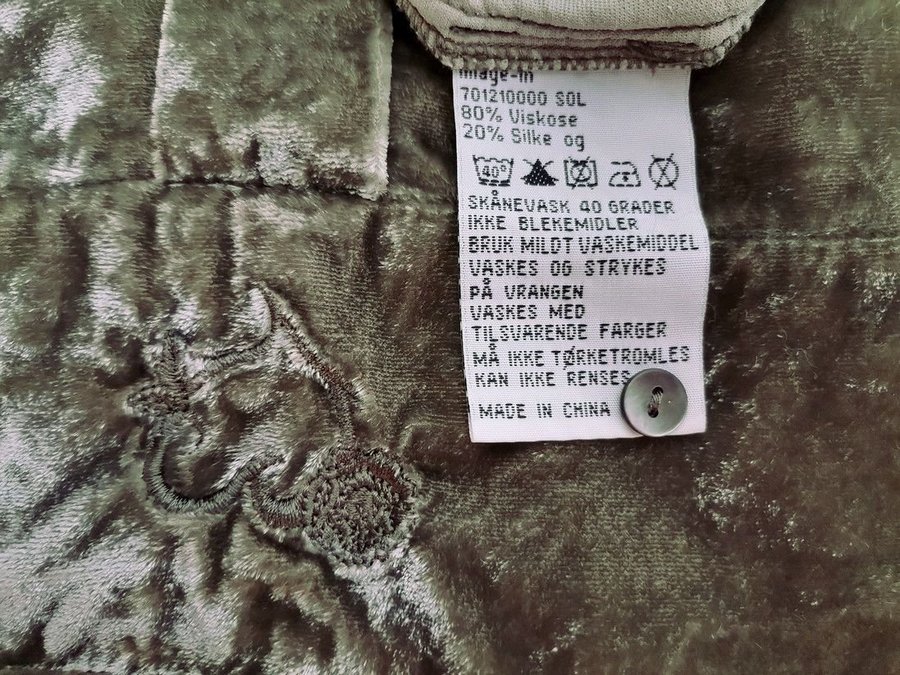 Image-In
701210000 SOL
80% Viskose
20% Silke og
40°
SKÅNEVASK 40 GRADER
IKKE BLEKEMIDLER
BRUK MILDT VASKEMIDDEL
VASKES OG STRYKES
PÅ VRANGEN
VASKES MED
TILSVARENDE FARGER
MÅ IKKE TØRKETROMLES
KAN IKKE RENSES
MADE IN CHINA